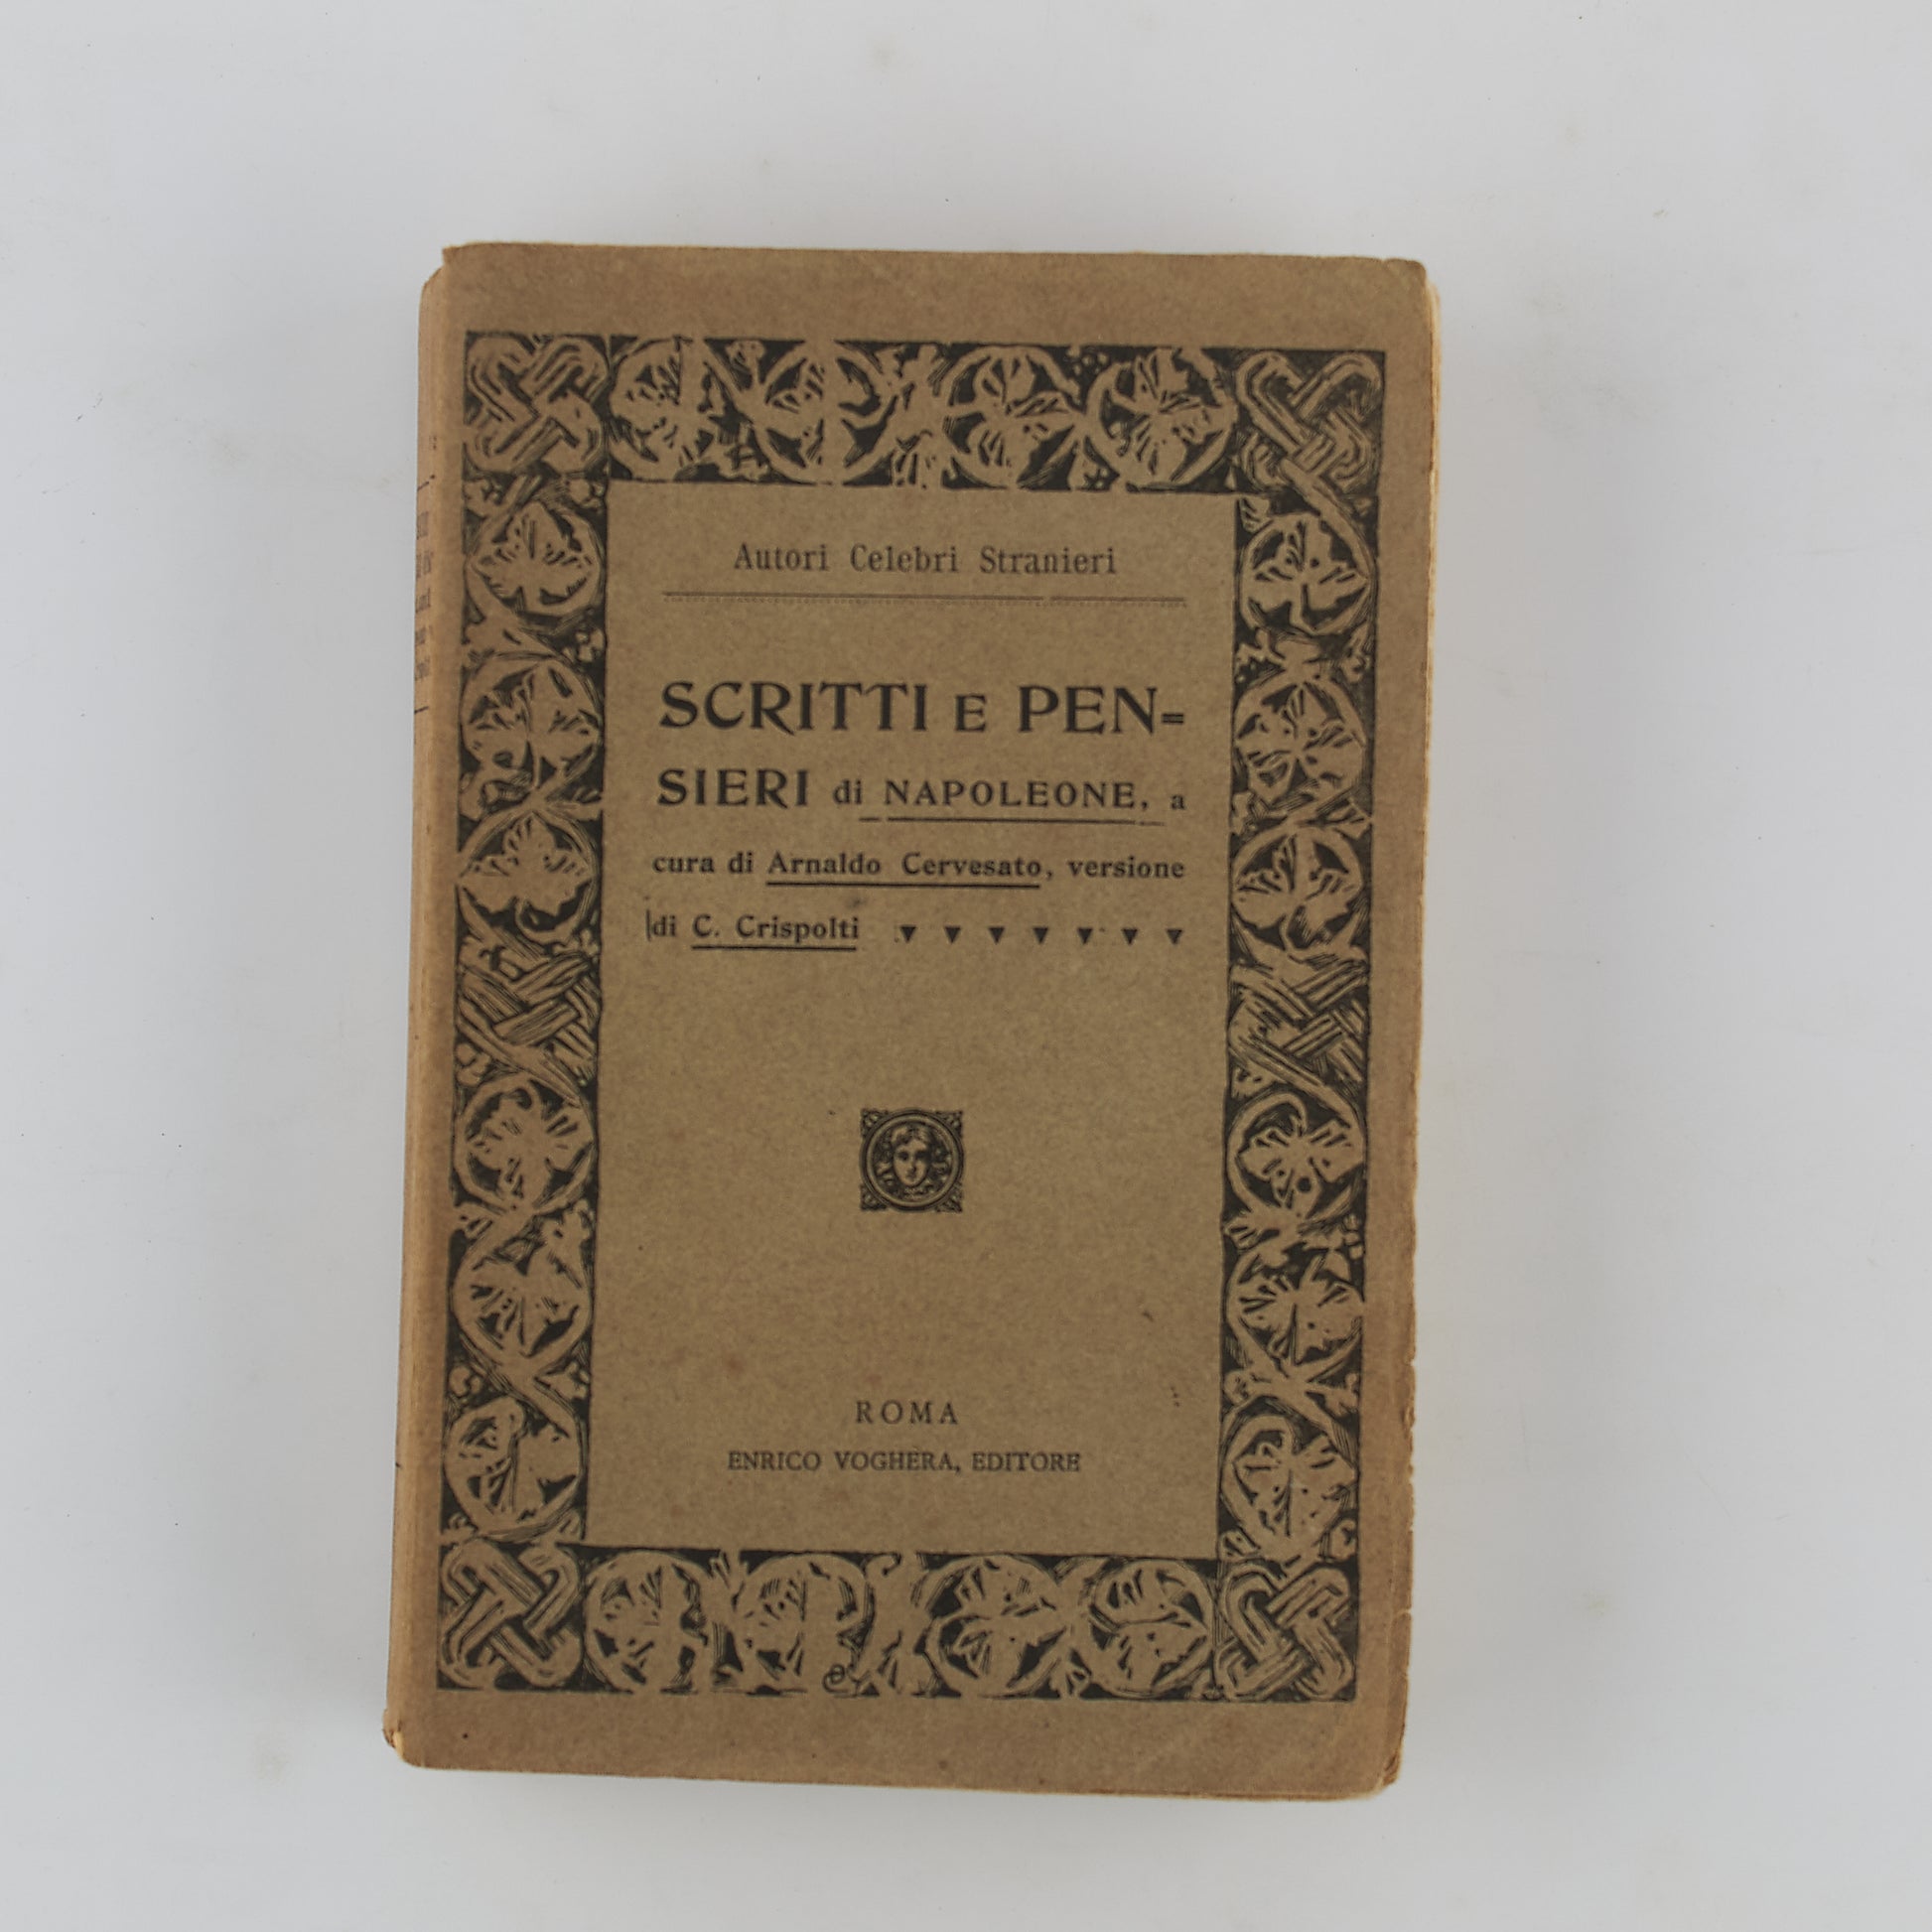 Autori Celebri Stranieri
SCRITTI E PEN=
SIERI di NAPOLEONE, a
cura di Arnaldo Cervesato, versione
di C. Crispolti
ROMA
ENRICO VOGHERA, EDITORE